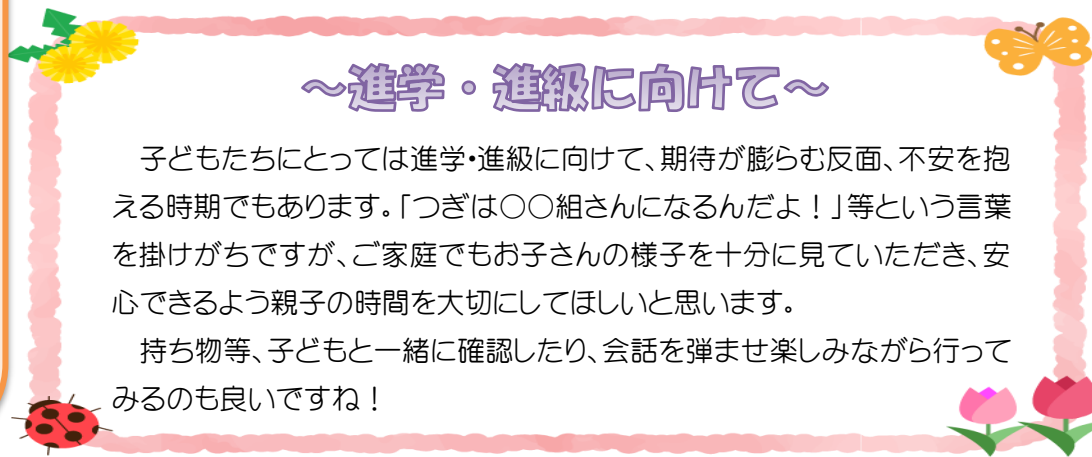 ～進学・進級に向けて～
　子どもたちにとっては進学・進級に向けて、期待が膨らむ反面、不安を抱
える時期でもあります。「つぎは○○組さんになるんだよ！」等という言葉
を掛けがちですが、ご家庭でもお子さんの様子を十分に見ていただき、安
心できるよう親子の時間を大切にしてほしいと思います。
　持ち物等、子どもと一緒に確認したり、会話を弾ませ楽しみながら行って
みるのも良いですね！